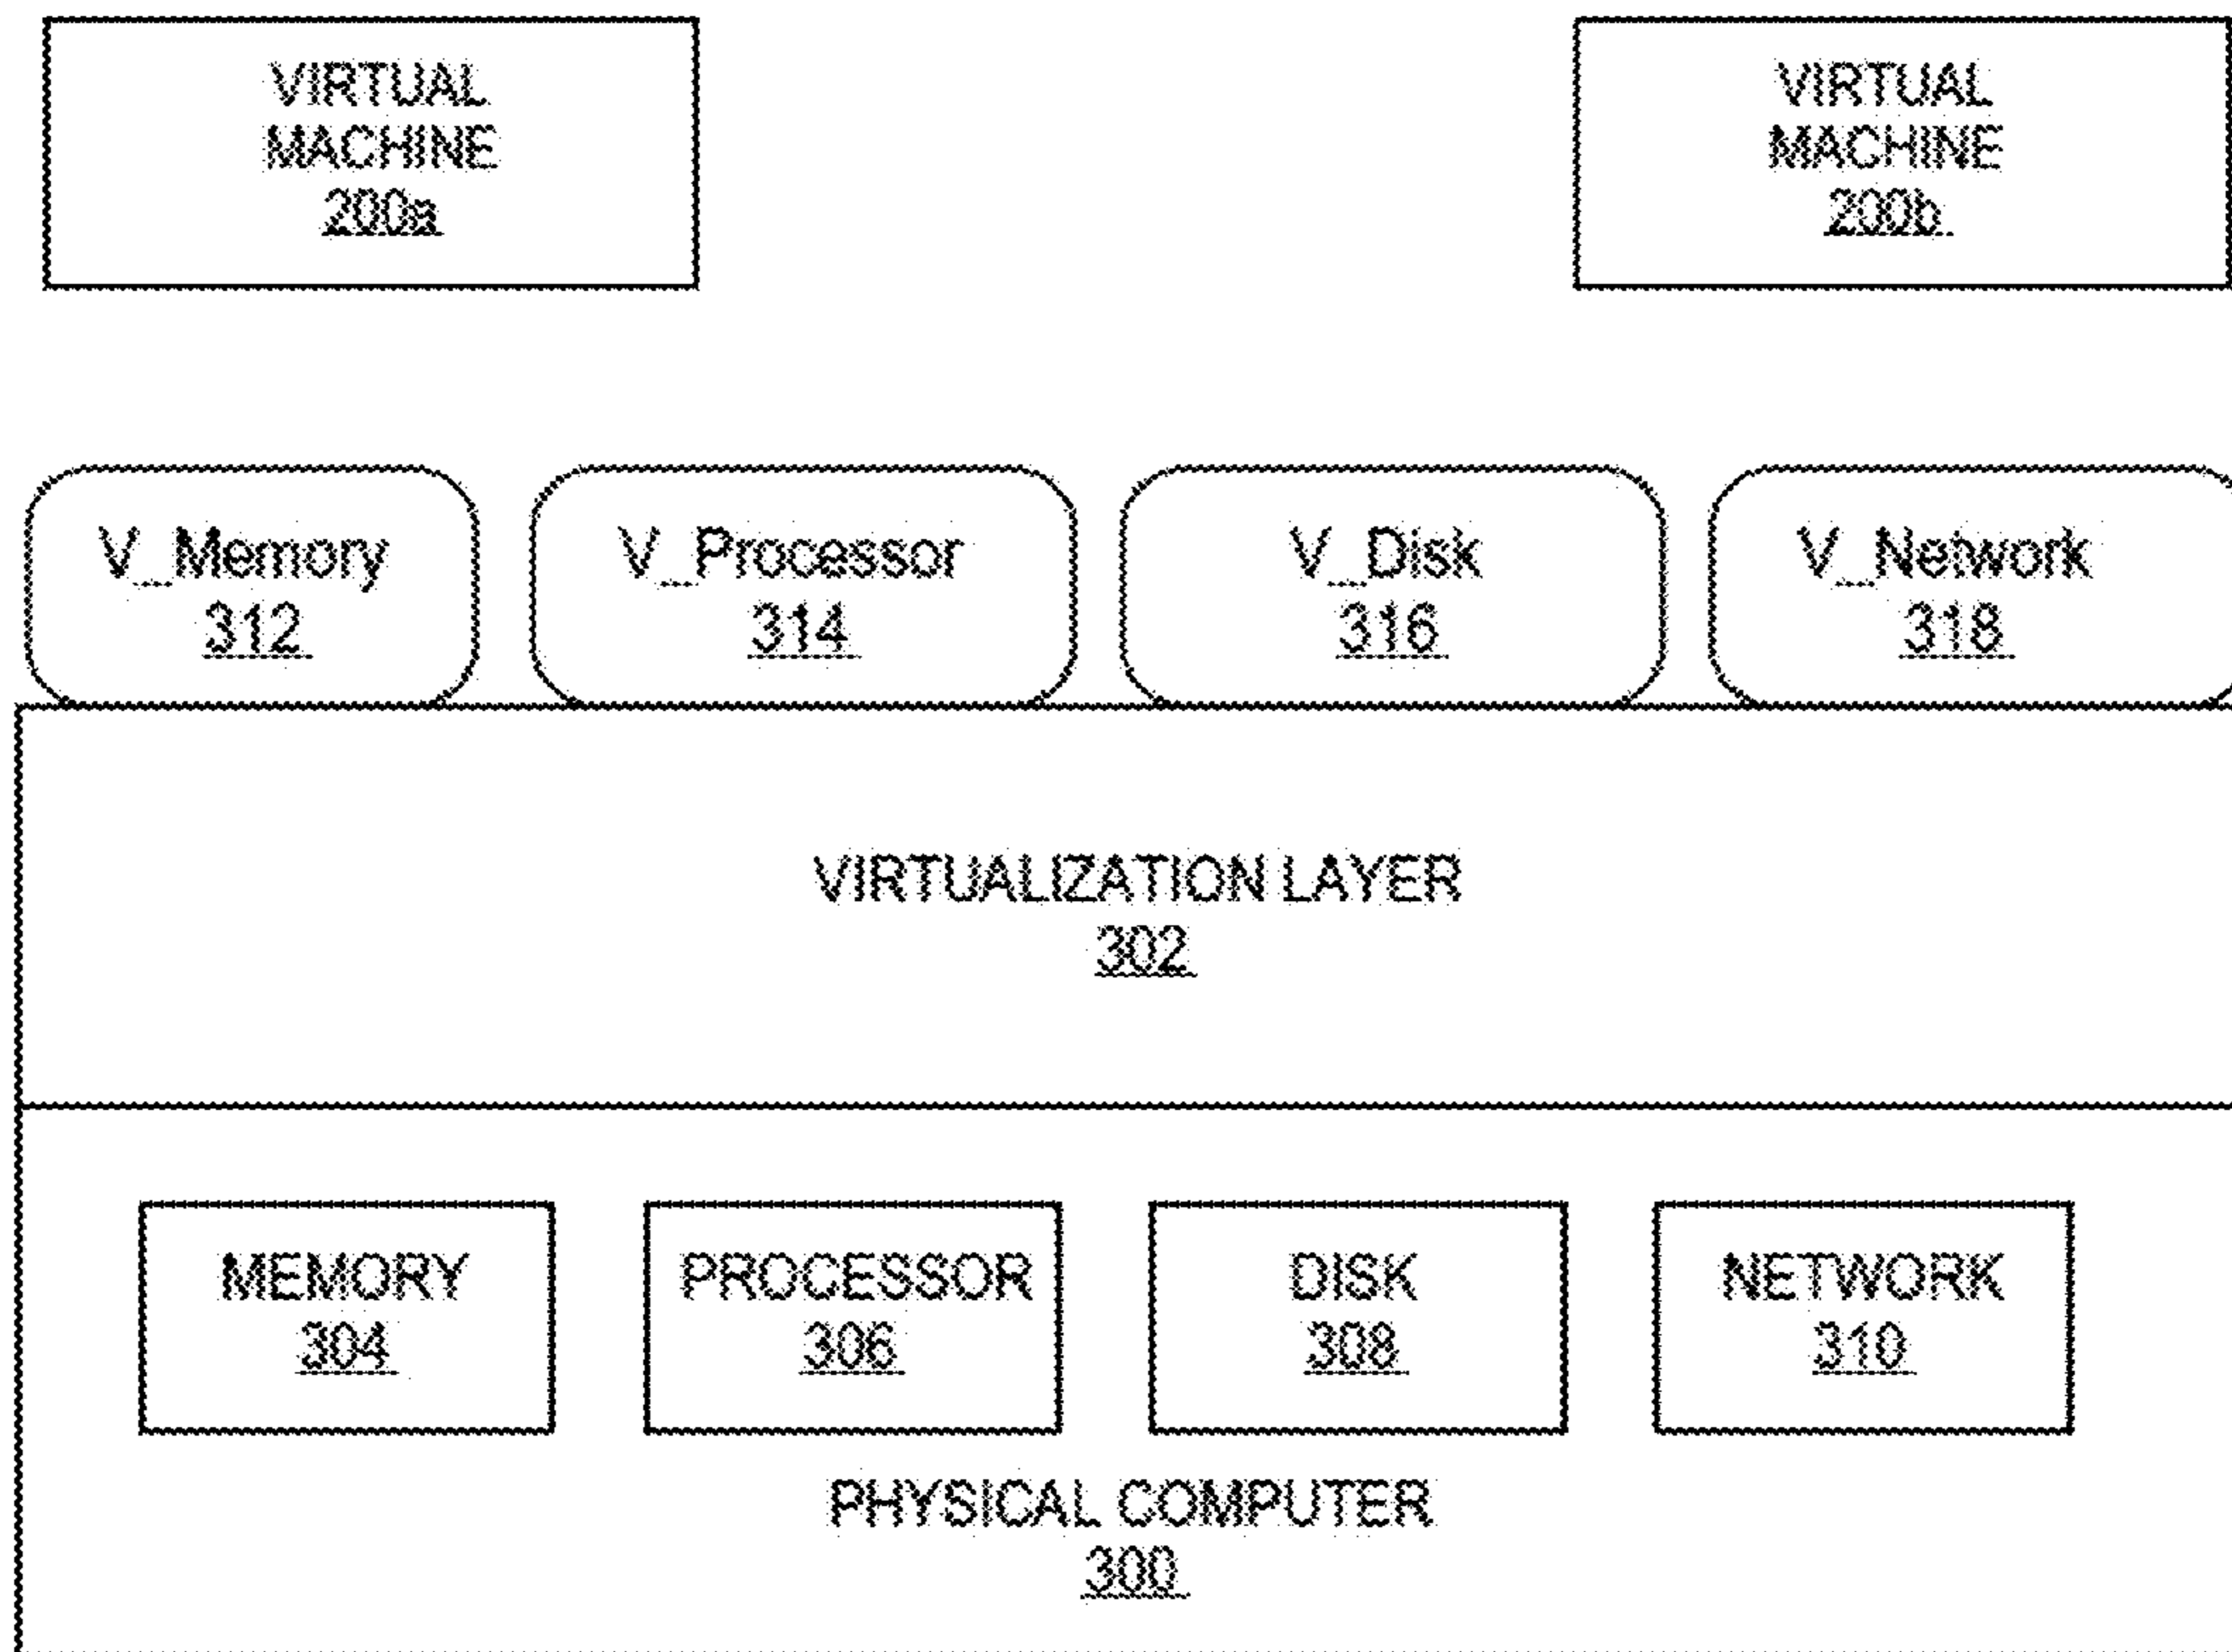 VIRTUAL
MACHINE
200a
VIRTUAL
MACHINE
200b
V_Memory
312
V_Processor
314
V_Disk
316
V_Network
318
VIRTUALIZATION LAYER
302
MEMORY
304
PROCESSOR
306
DISK
308
NETWORK
310
PHYSICAL COMPUTER
300